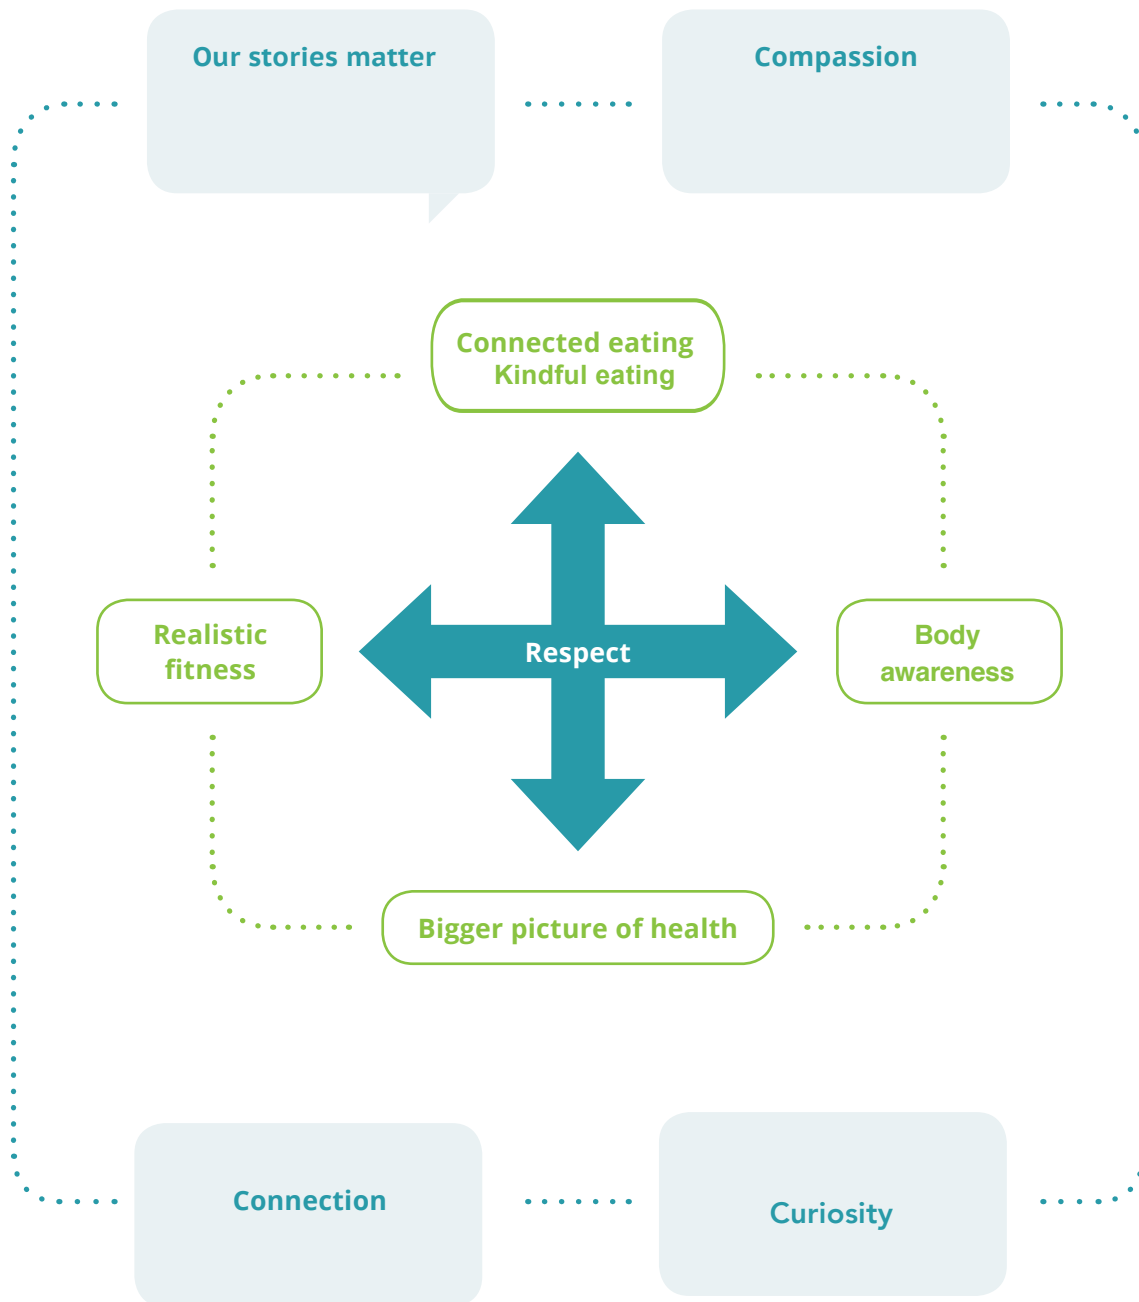 Our stories matter
Compassion
Connected eating
Kindful eating
Realistic
fitness
Respect
Body
awareness
Bigger picture of health
Connection
Curiosity